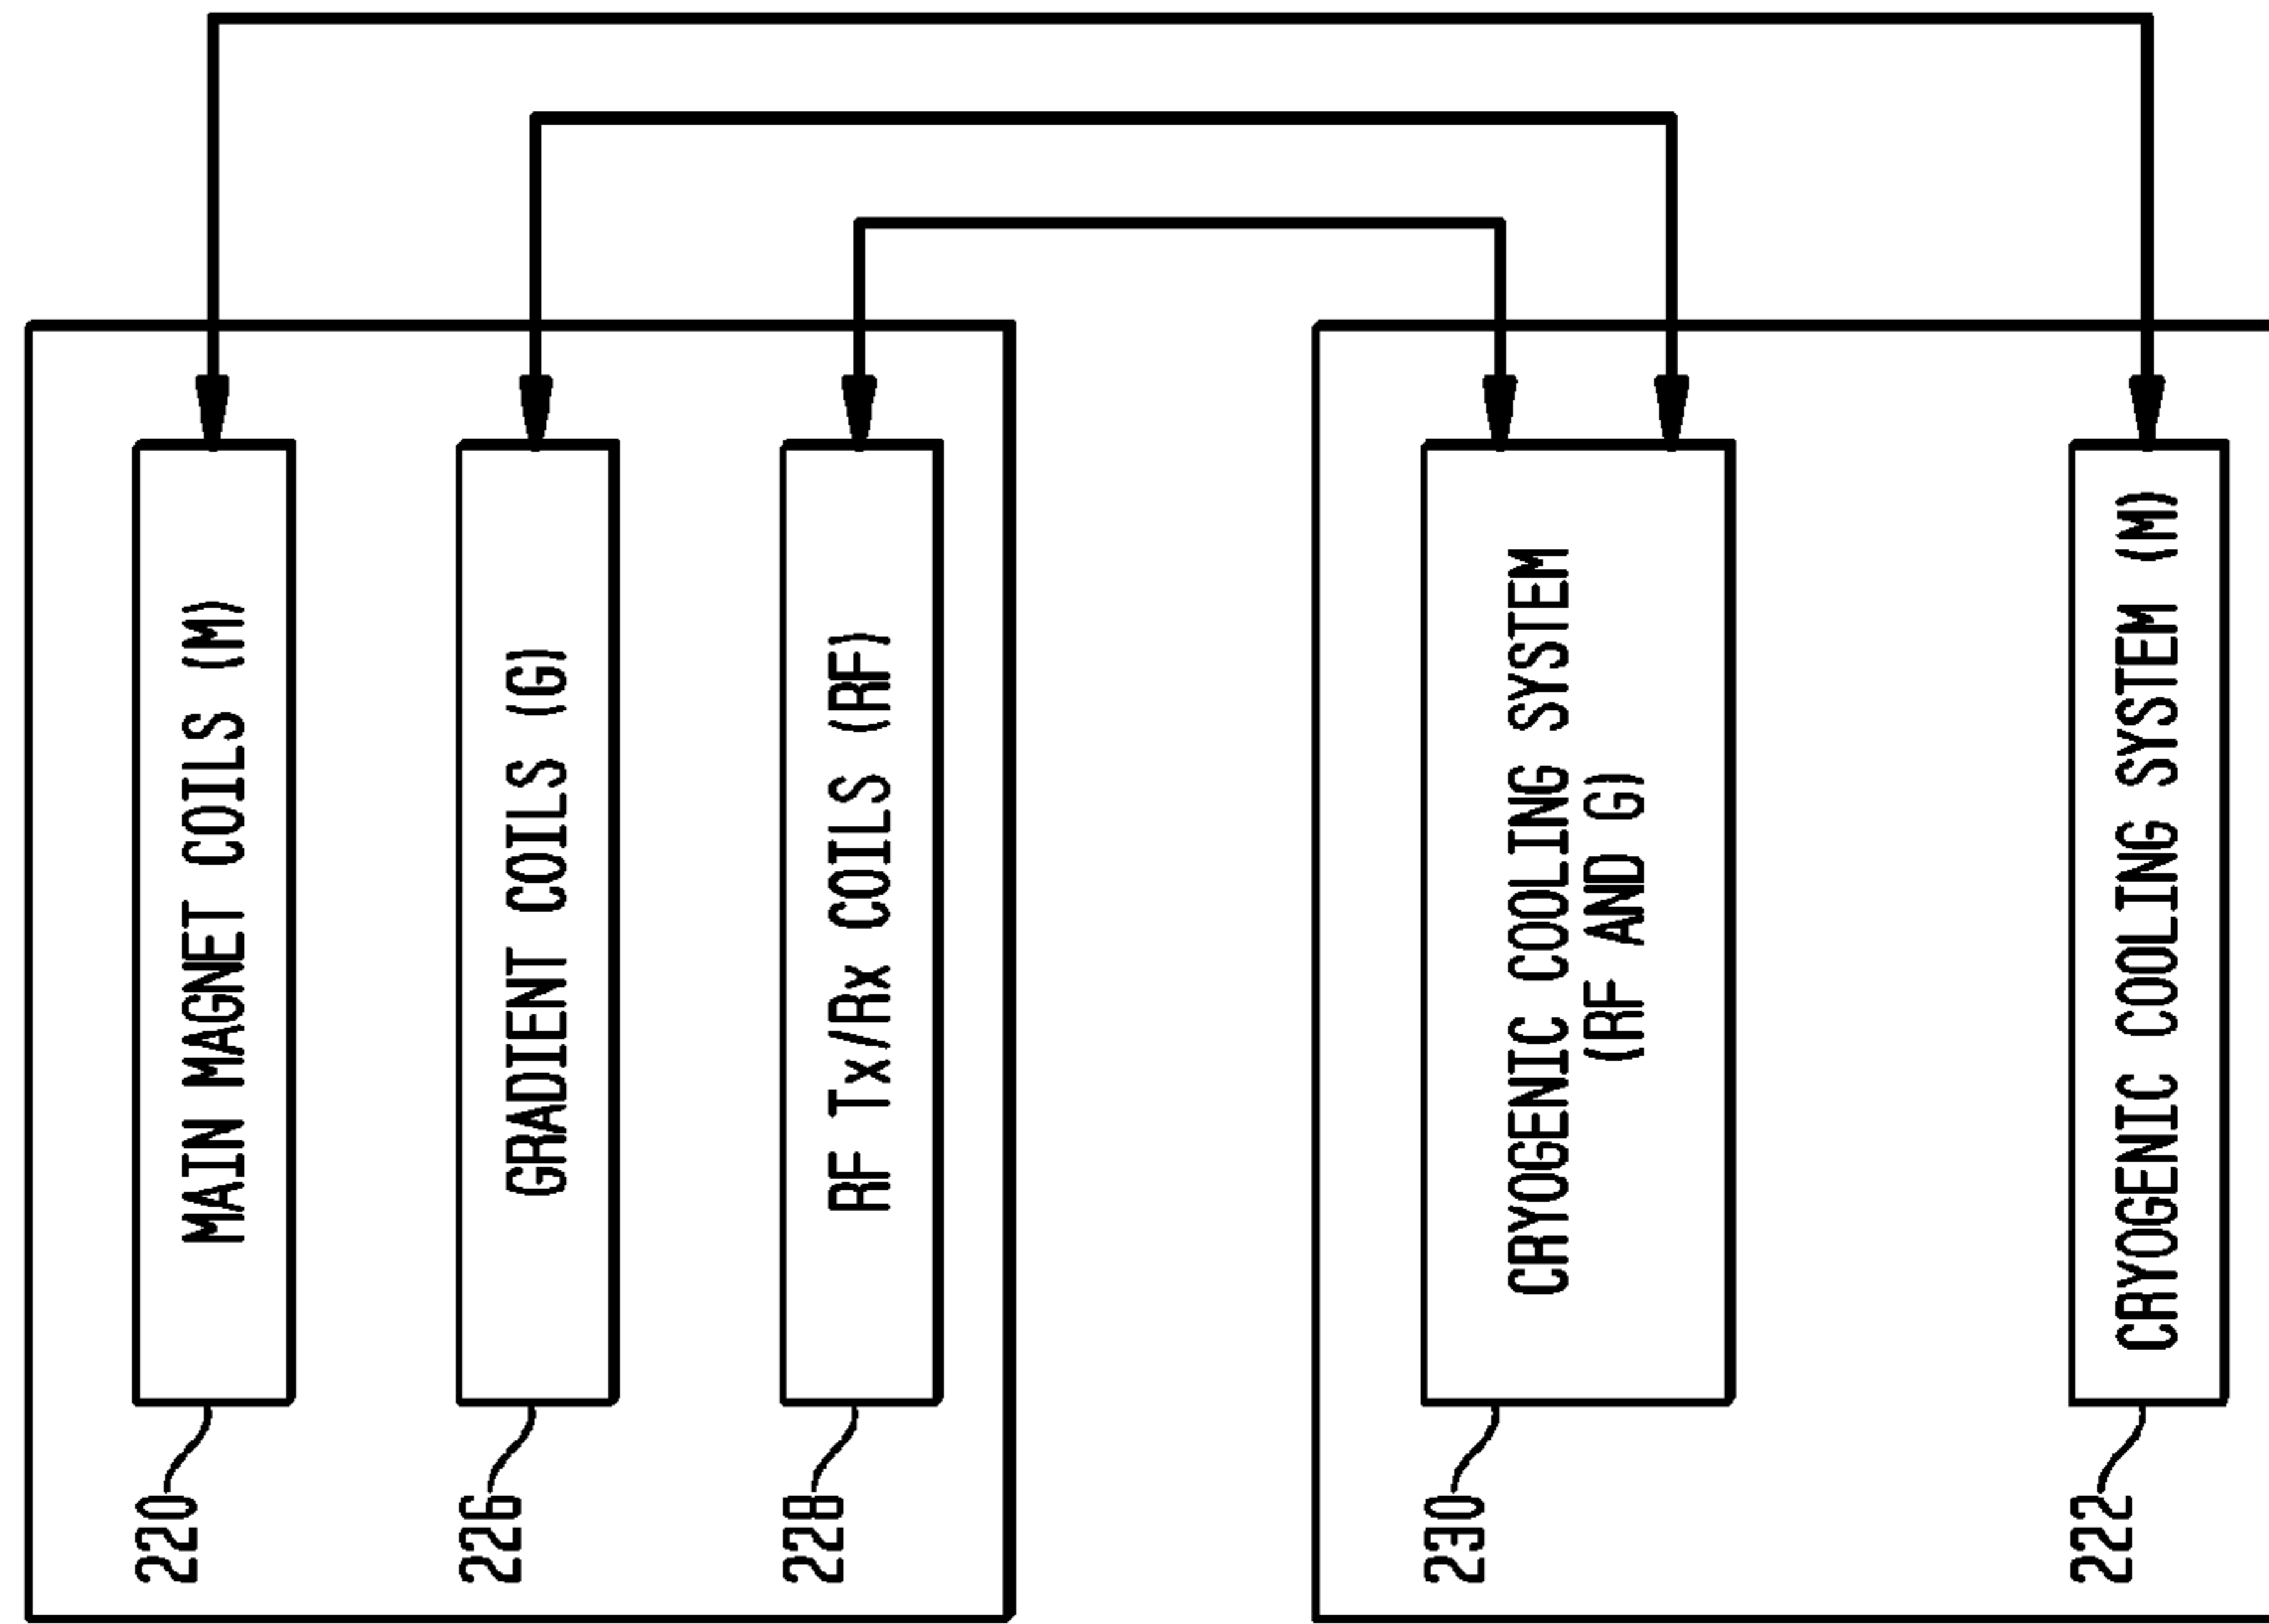 220
MAIN MAGNET COILS (M)
226
GRADIENT COILS (G)
228
RF Tx/Rx COILS (RF)
230
CRYOGENIC COOLING SYSTEM
(RF AND G)
222
CRYOGENIC COOLING SYSTEM (M)